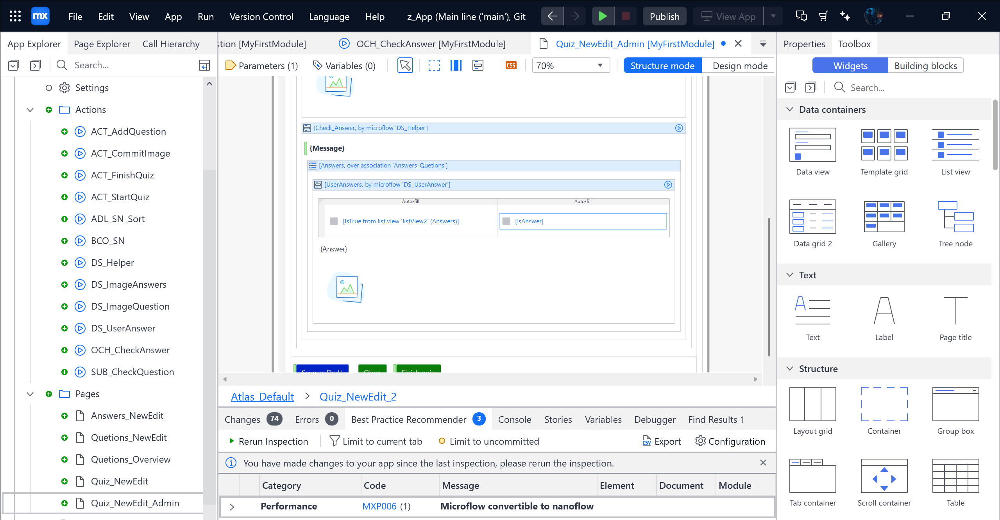 mx File Edit View App Run Version Control Language Help z_App (Main line ('main'), Git Publish View App
App Explorer Page Explorer Call Hierarchy
stion [MyFirstModule] OCH_CheckAnswer [MyFirstModule] Quiz_NewEdit_Admin [MyFirstModule]
Properties Toolbox
Search...
Parameters (1) Variables (0) CSS 70% Structure mode Design mode
Widgets Building blocks
Search...
Settings
Actions
ACT_AddQuestion
ACT_CommitImage
ACT_FinishQuiz
ACT_StartQuiz
ADL_SN_Sort
BCO_SN
DS_Helper
DS_ImageAnswers
DS_ImageQuestion
DS_UserAnswer
OCH_CheckAnswer
SUB_CheckQuestion
Pages
Answers_NewEdit
Quetions_NewEdit
Quetions_Overview
Quiz_NewEdit
Quiz_NewEdit_Admin
[Check_Answer, by microflow 'DS_Helper']
{Message}
[Answers, over association 'Answers_Quetions']
[UserAnswers, by microflow 'DS_UserAnswer']
Auto-fill Auto-fill
[IsTrue from list view 'listView2' (Answers)] [IsAnswer]
{Answer}
Save as Draft Close Finish quiz
Atlas_Default > Quiz_NewEdit_2
Changes 74 Errors 0 Best Practice Recommender 3 Console Stories Variables Debugger Find Results 1
Rerun Inspection Limit to current tab Limit to uncommitted CSV Export Configuration
You have made changes to your app since the last inspection, please rerun the inspection.
Category Code Message Element Document Module
Performance MXP006 (1) Microflow convertible to nanoflow
Data containers
Data view Template grid List view
Data grid 2 Gallery Tree node
Text
Text Label Page title
Structure
Layout grid Container Group box
Tab container Scroll container Table